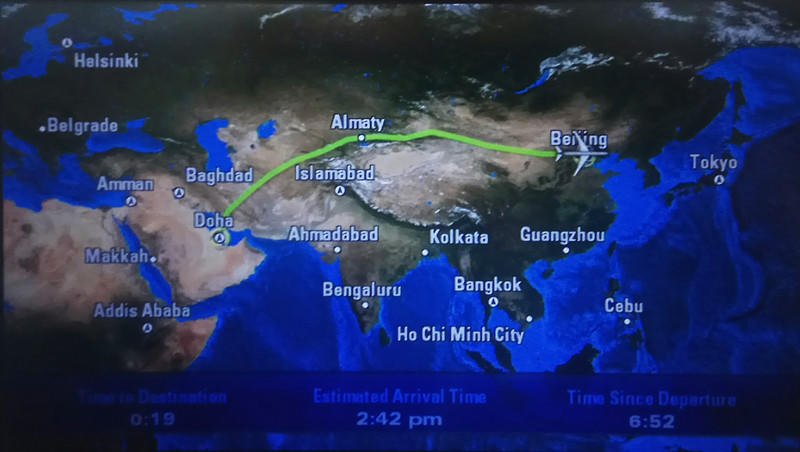 Helsinki
Belgrade
Almaty
Beijing
Tokyo
Baghdad
Islamabad
Amman
Doha
Ahmadabad
Kolkata
Guangzhou
Makkah
Bengaluru
Bangkok
Addis Ababa
Cebu
Ho Chi Minh City
Time to Destination
Estimated Arrival Time
Time Since Departure
0:19
2:42 pm
6:52